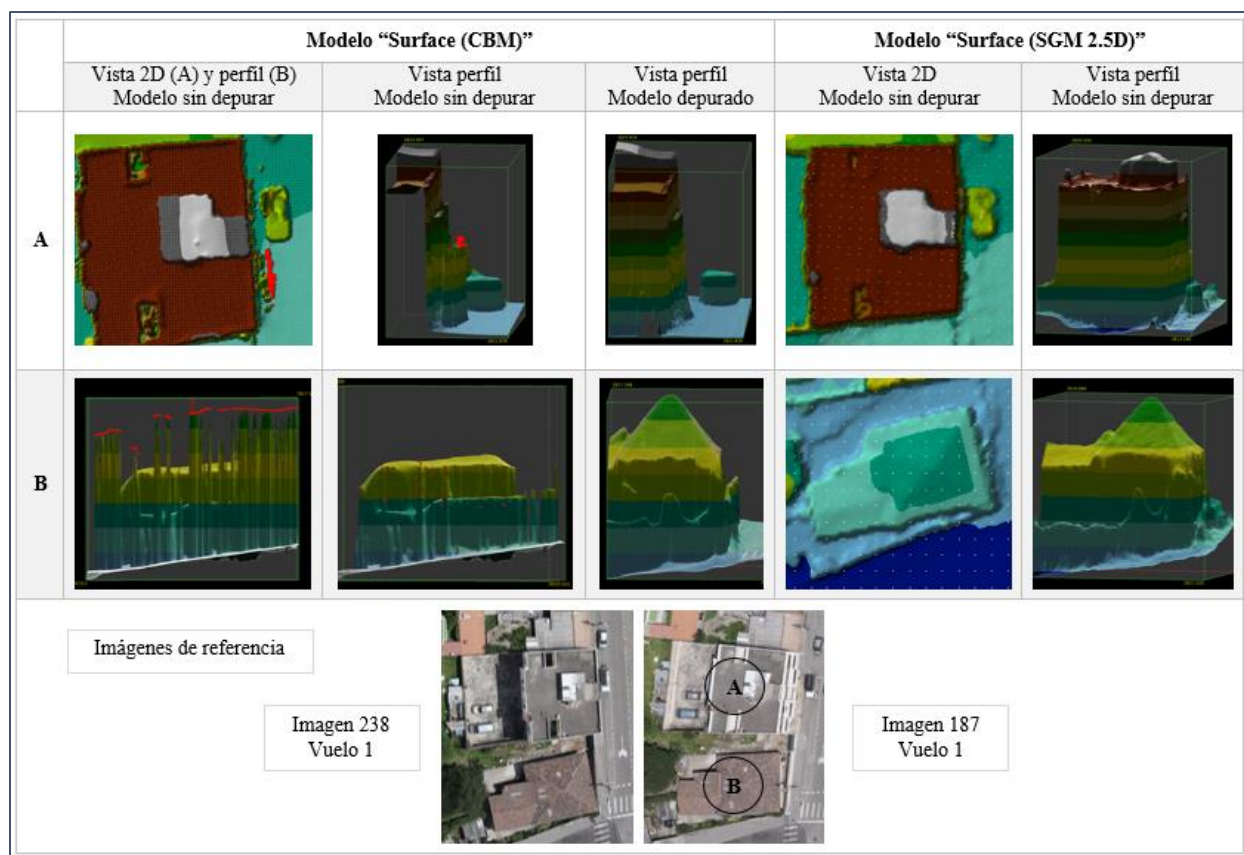 Modelo “Surface (CBM)”
Modelo “Surface (SGM 2.5D)”
Vista 2D (A) y perfil (B)
Modelo sin depurar
Vista perfil
Modelo sin depurar
Vista perfil
Modelo depurado
Vista 2D
Modelo sin depurar
Vista perfil
Modelo sin depurar
A
B
Imágenes de referencia
Imagen 238
Vuelo 1
A
B
Imagen 187
Vuelo 1